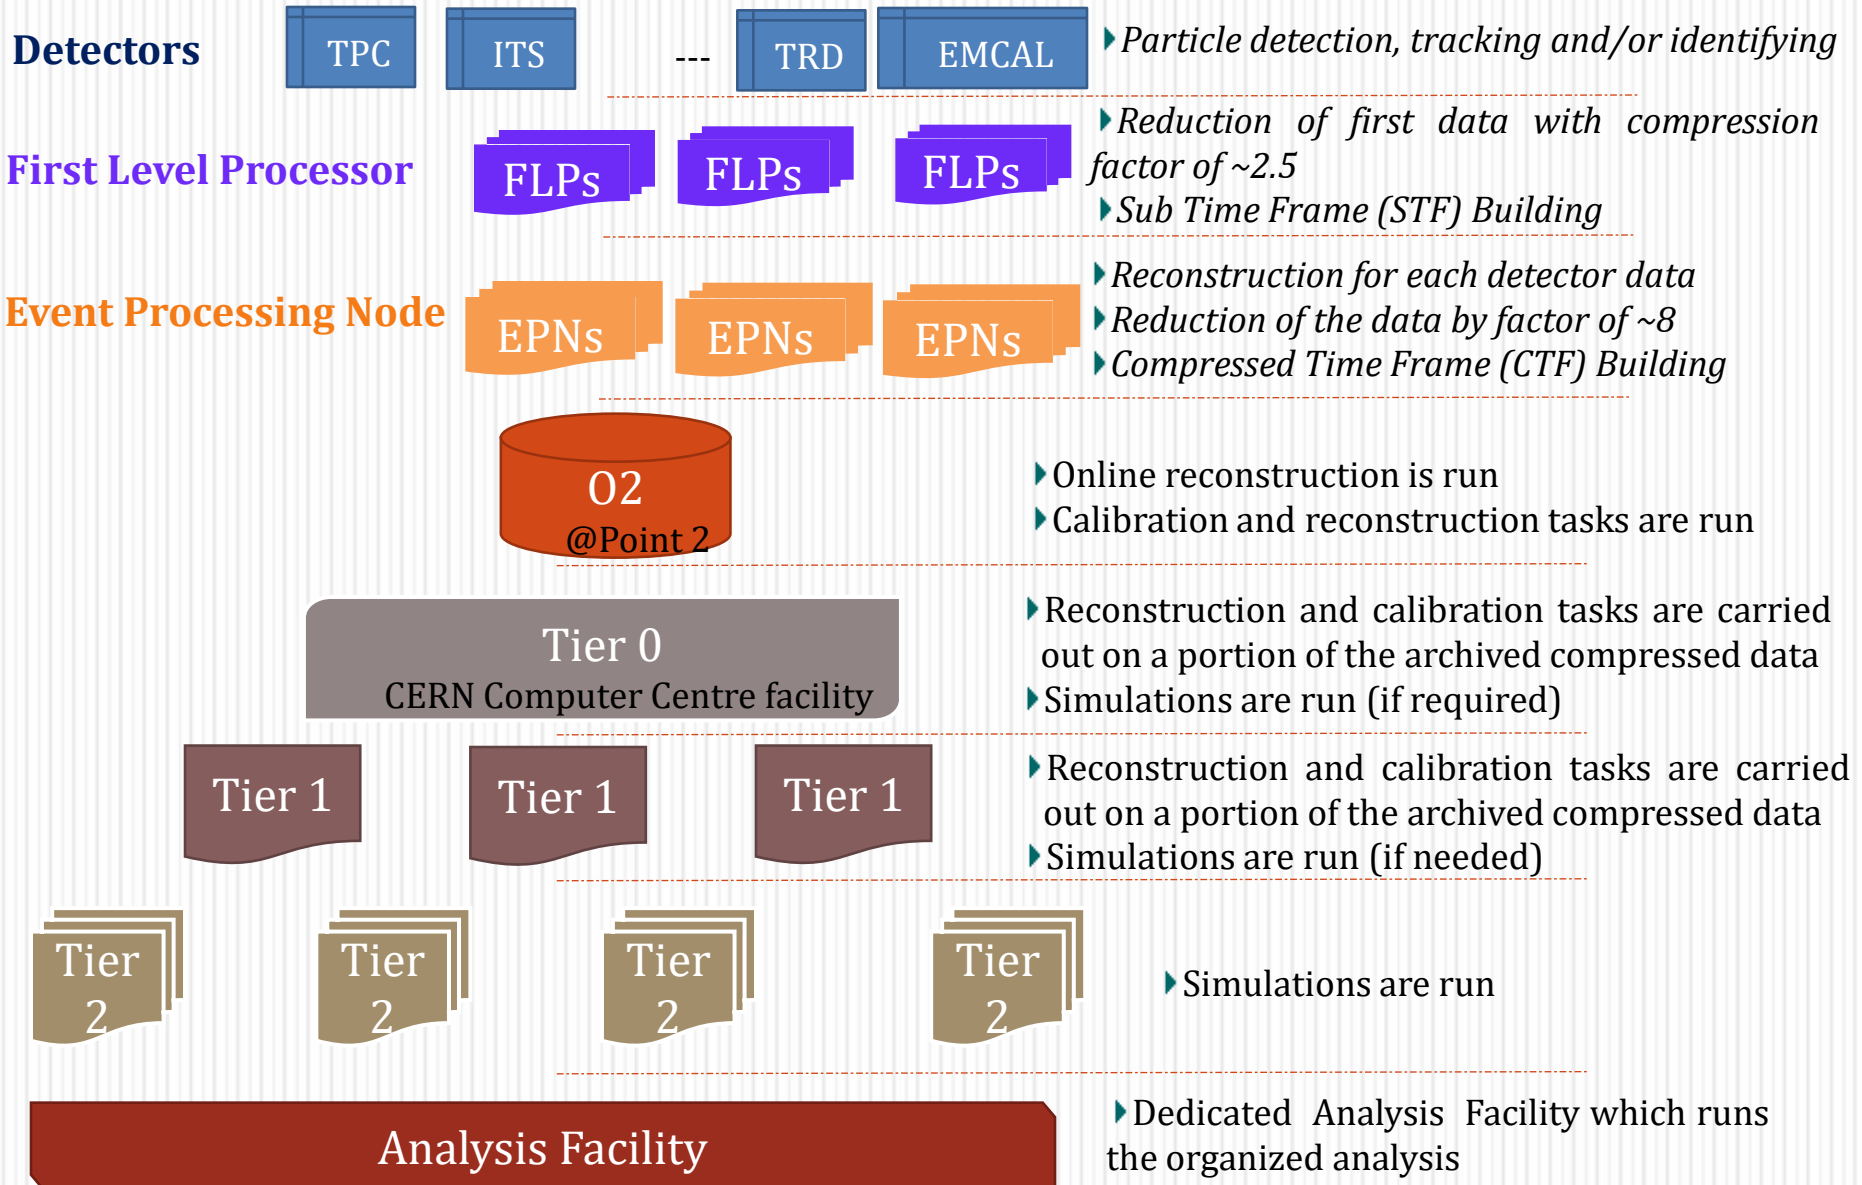 Detectors
TPC
ITS
---
TRD
EMCAL
Particle detection, tracking and/or identifying
First Level Processor
FLPs
FLPs
FLPs
Reduction of first data with compression
factor of ~2.5
Sub Time Frame (STF) Building
Event Processing Node
EPNs
EPNs
EPNs
Reconstruction for each detector data
Reduction of the data by factor of ~8
Compressed Time Frame (CTF) Building
O2
@Point 2
Online reconstruction is run
Calibration and reconstruction tasks are run
Tier 0
CERN Computer Centre facility
Reconstruction and calibration tasks are carried
out on a portion of the archived compressed data
Simulations are run (if required)
Tier 1
Tier 1
Tier 1
Reconstruction and calibration tasks are carried
out on a portion of the archived compressed data
Simulations are run (if needed)
Tier
2
Tier
2
Tier
2
Tier
2
Simulations are run
Analysis Facility
Dedicated Analysis Facility which runs
the organized analysis